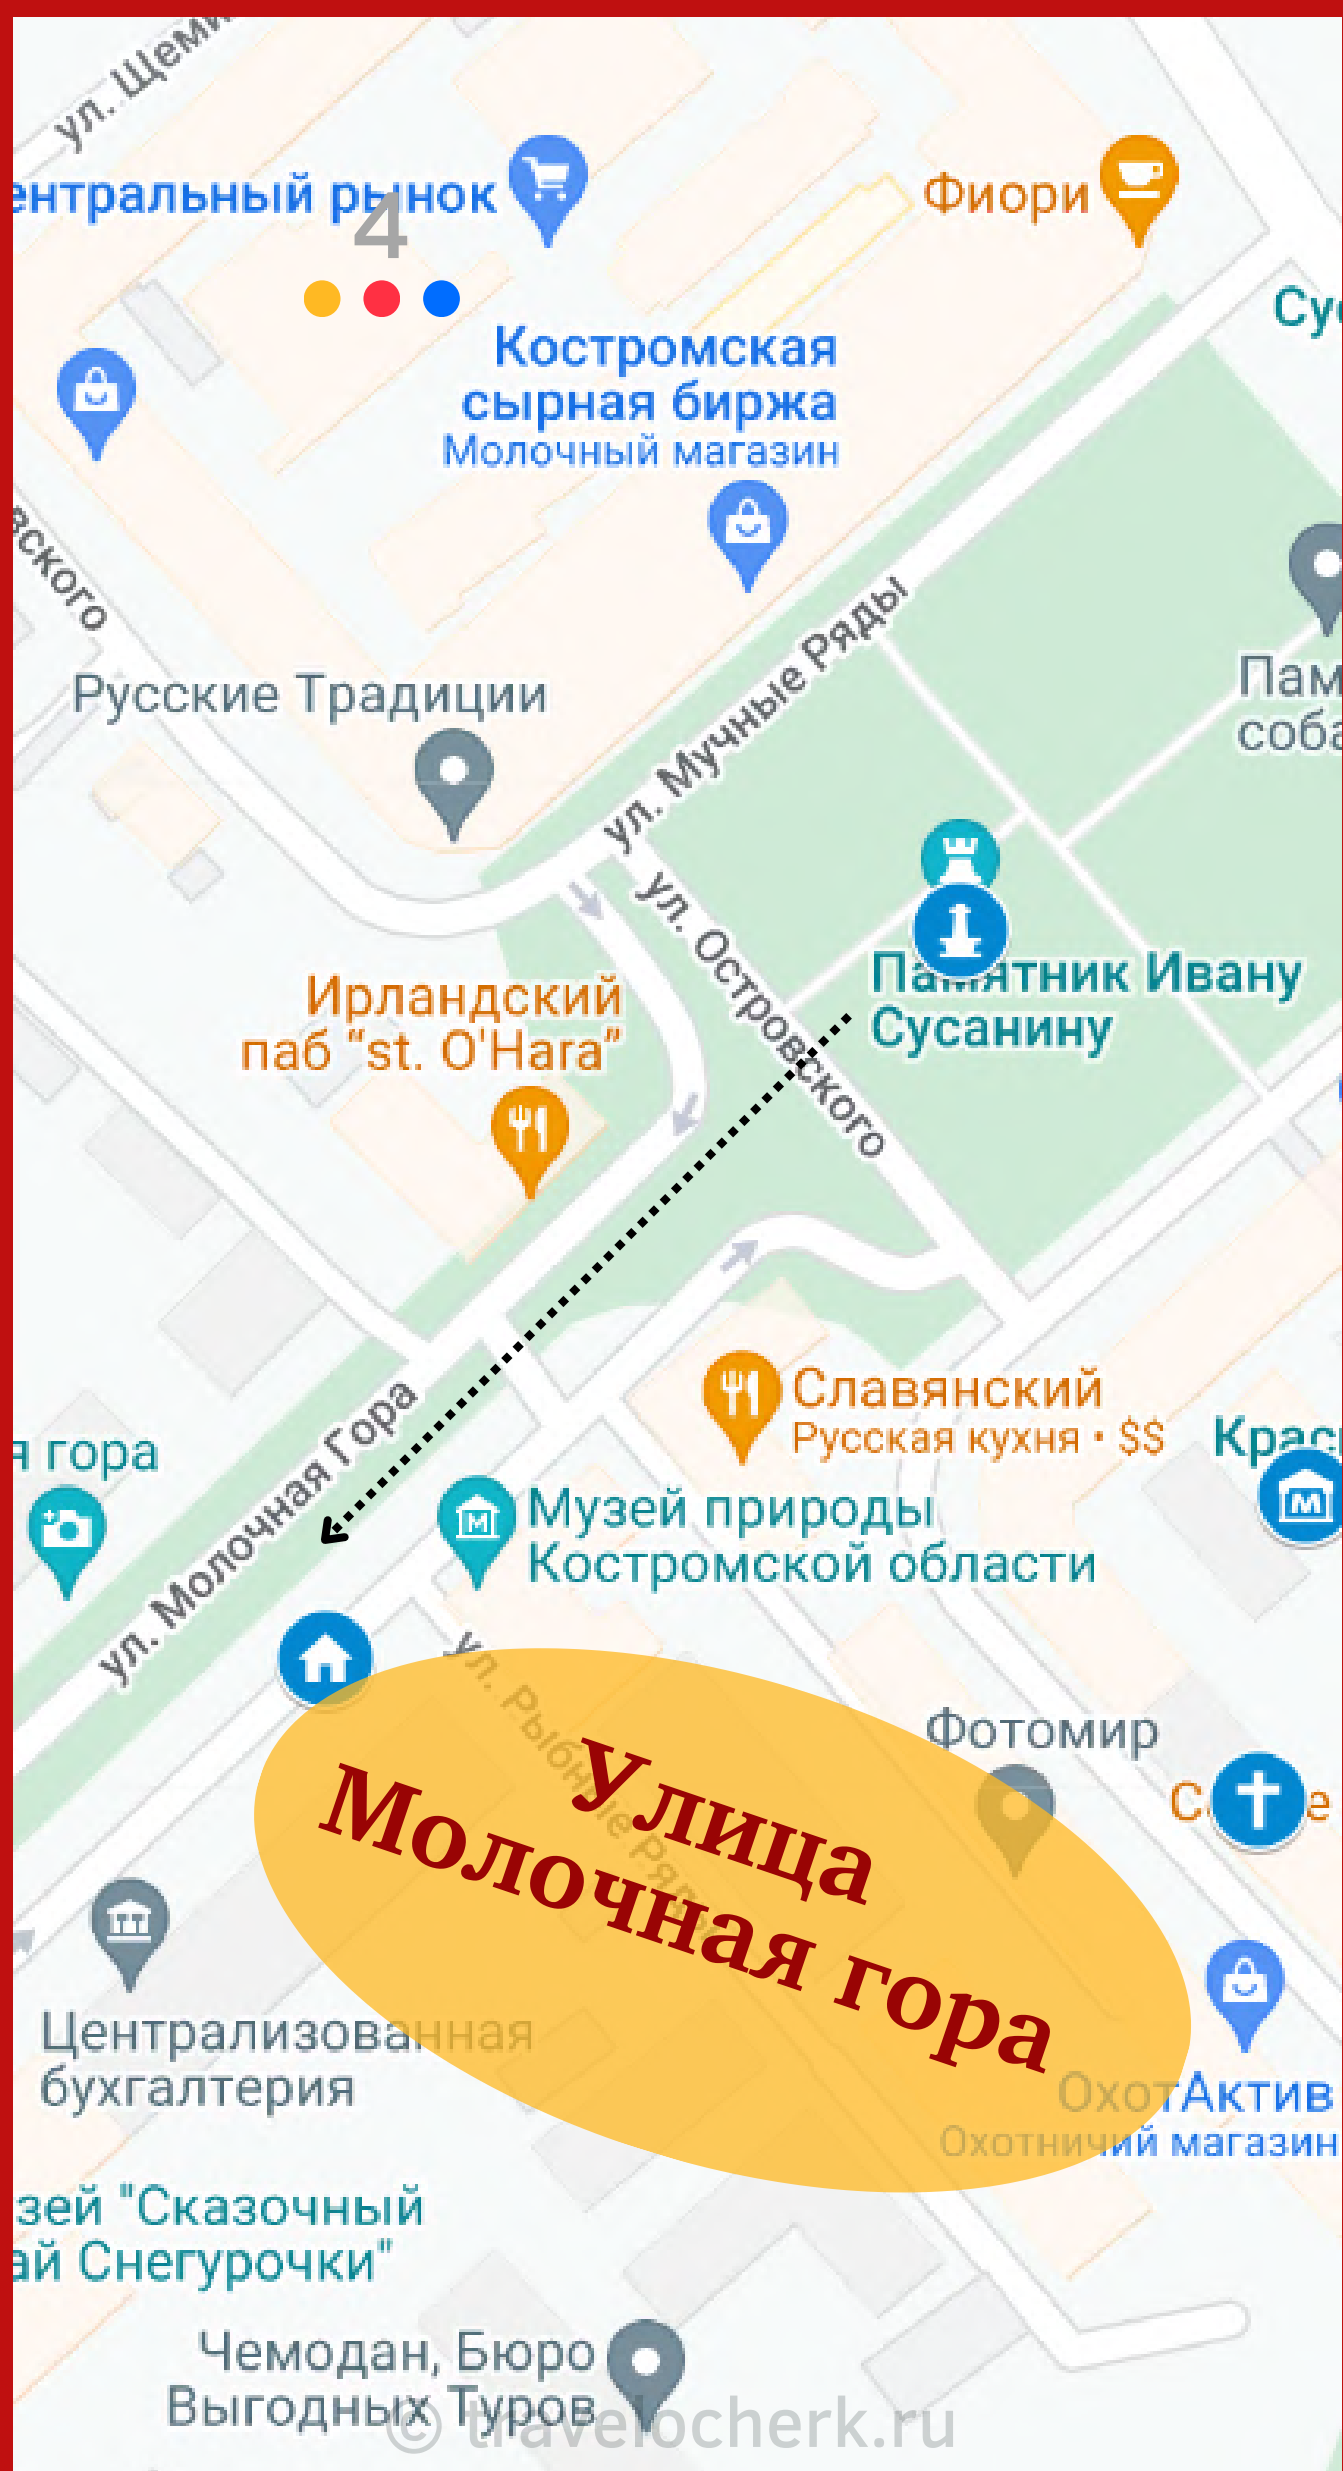 ул. Щеми
ентральный рынок
4
Фиори
Сус
Костромская
сырная биржа
Молочный магазин
вского
Русские Традиции
ул. Мучные Ряды
Пам
соба
ул. Островского
Памятник Ивану
Сусанину
Ирландский
паб "st. O'Hara"
Славянский
Русская кухня · $$
Крас
я гора
ул. Молочная Гора
Музей природы
Костромской области
ул. Рыбные Ряды
Фотомир
Улица
Молочная гора
Централизованная
бухгалтерия
ОхотАктив
Охотничий магазин
зей "Сказочный
ай Снегурочки"
Чемодан, Бюро
Выгодных Туров
© travelocherk.ru